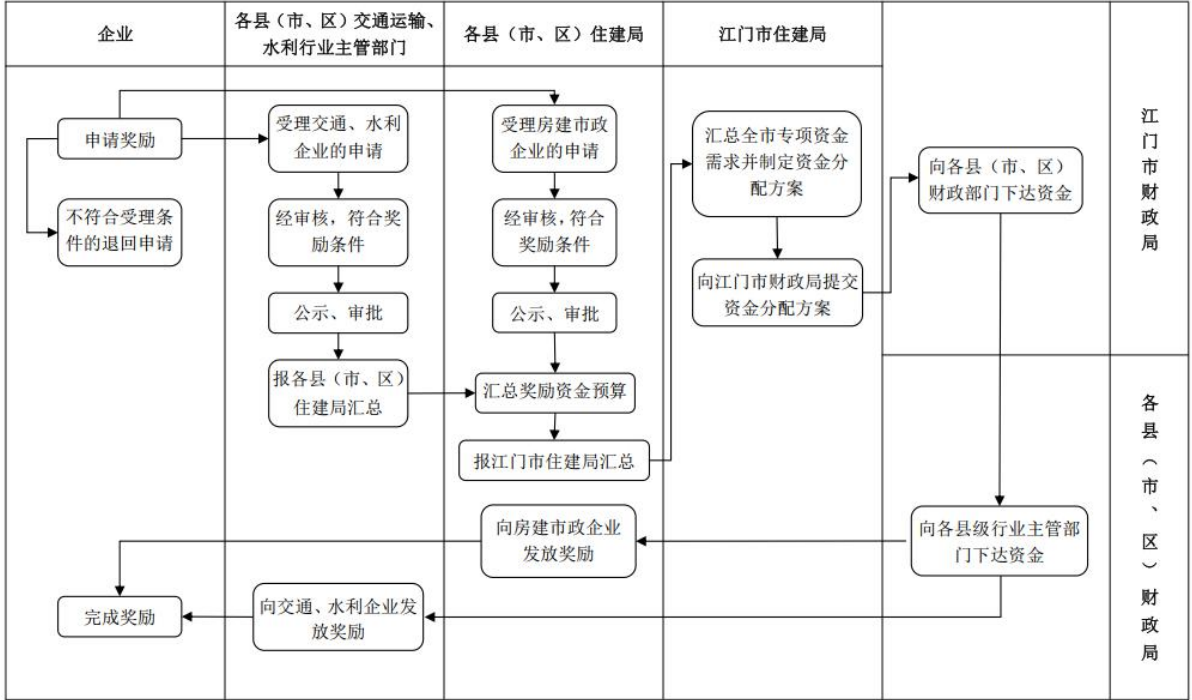 企业
各县（市、区）交通运输、
水利行业主管部门
各县（市、区）住建局
江门市住建局
江门市财政局
申请奖励
不符合受理条
件的退回申请
受理交通、水利
企业的申请
经审核，符合奖
励条件
公示、审批
报各县（市、区）
住建局汇总
受理房建市政
企业的申请
经审核，符合
奖励条件
公示、审批
汇总奖励资金预算
报江门市住建局汇总
汇总全市专项资金
需求并制定资金分
配方案
向江门市财政局提交
资金分配方案
向各县（市、区）
财政部门下达资金
各县（市、区）财政局
向各县级行业主管部
门下达资金
向房建市政企业
发放奖励
向交通、水利企业发
放奖励
完成奖励